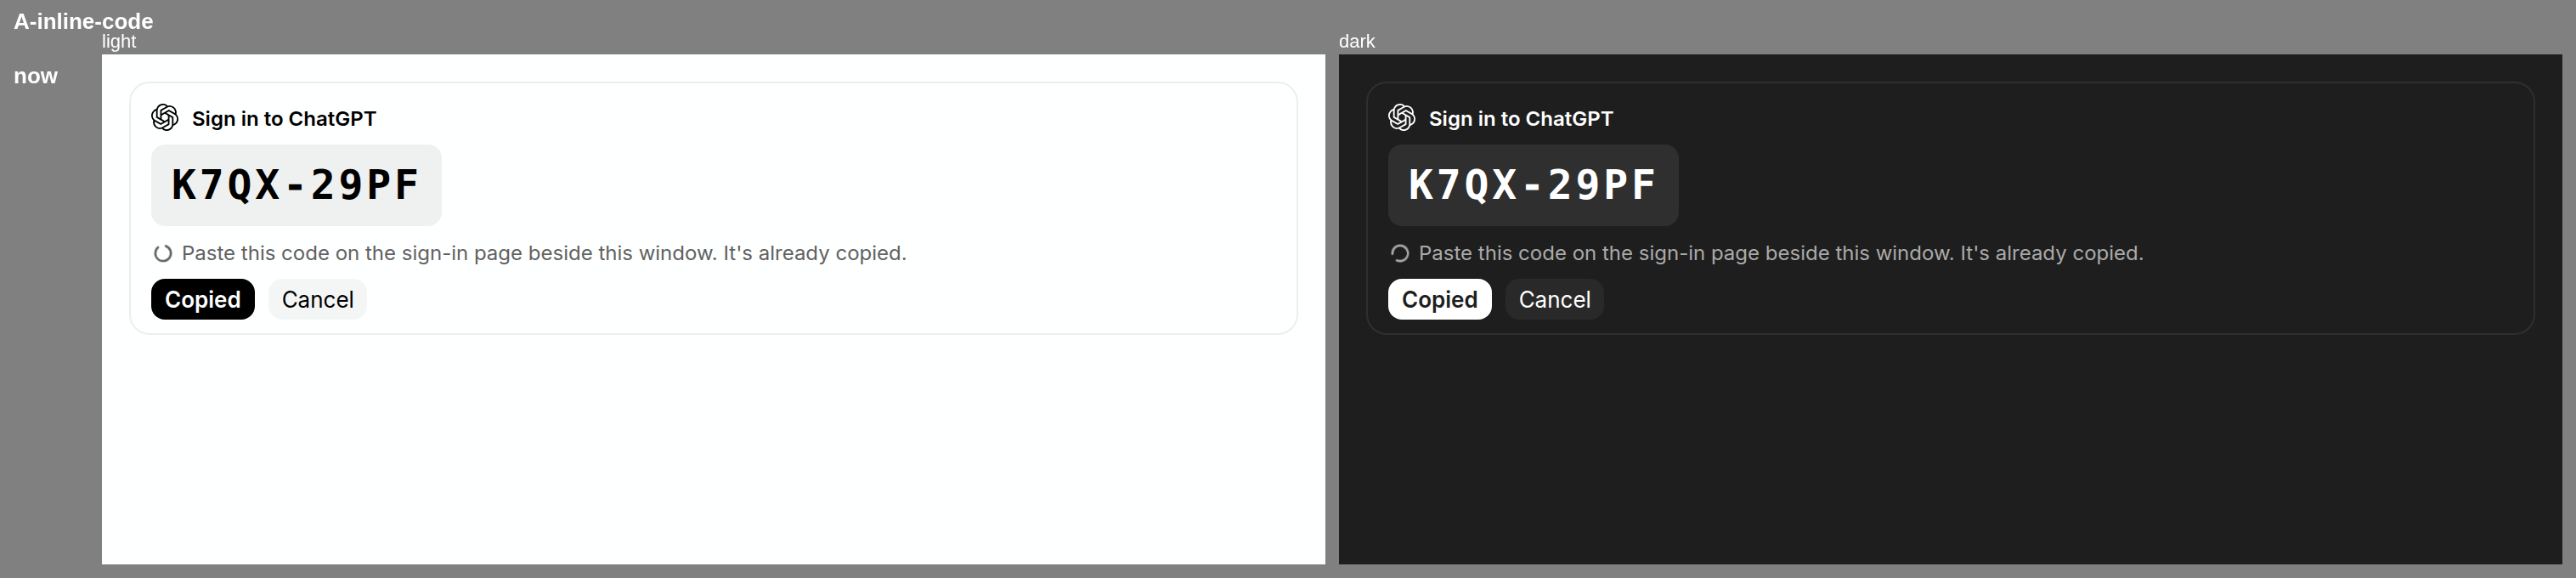 A-inline-code
light
dark
now
Sign in to ChatGPT
K7QX-29PF
Paste this code on the sign-in page beside this window. It's already copied.
Copied
Cancel
Sign in to ChatGPT
K7QX-29PF
Paste this code on the sign-in page beside this window. It's already copied.
Copied
Cancel